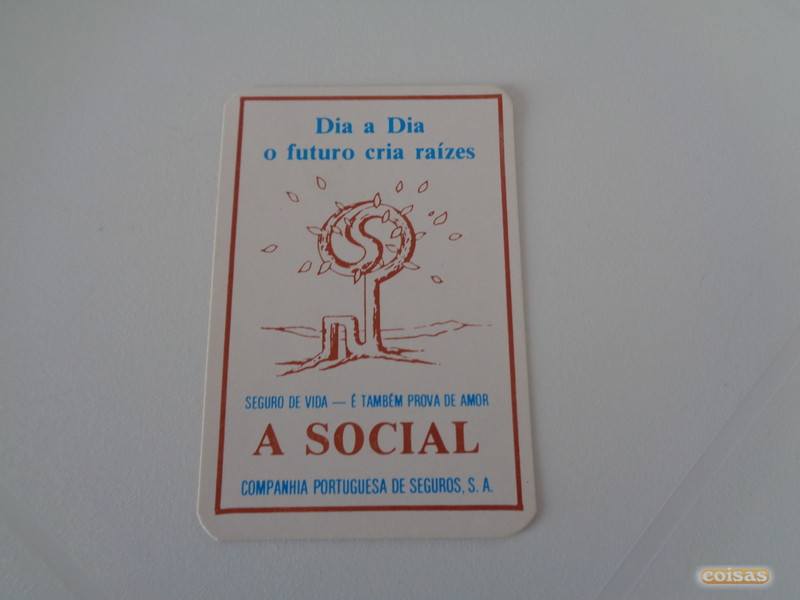 Dia a Dia
o futuro cria raízes
SEGURO DE VIDA — É TAMBÉM PROVA DE AMOR
A SOCIAL
COMPANHIA PORTUGUESA DE SEGUROS, S. A.
coisas